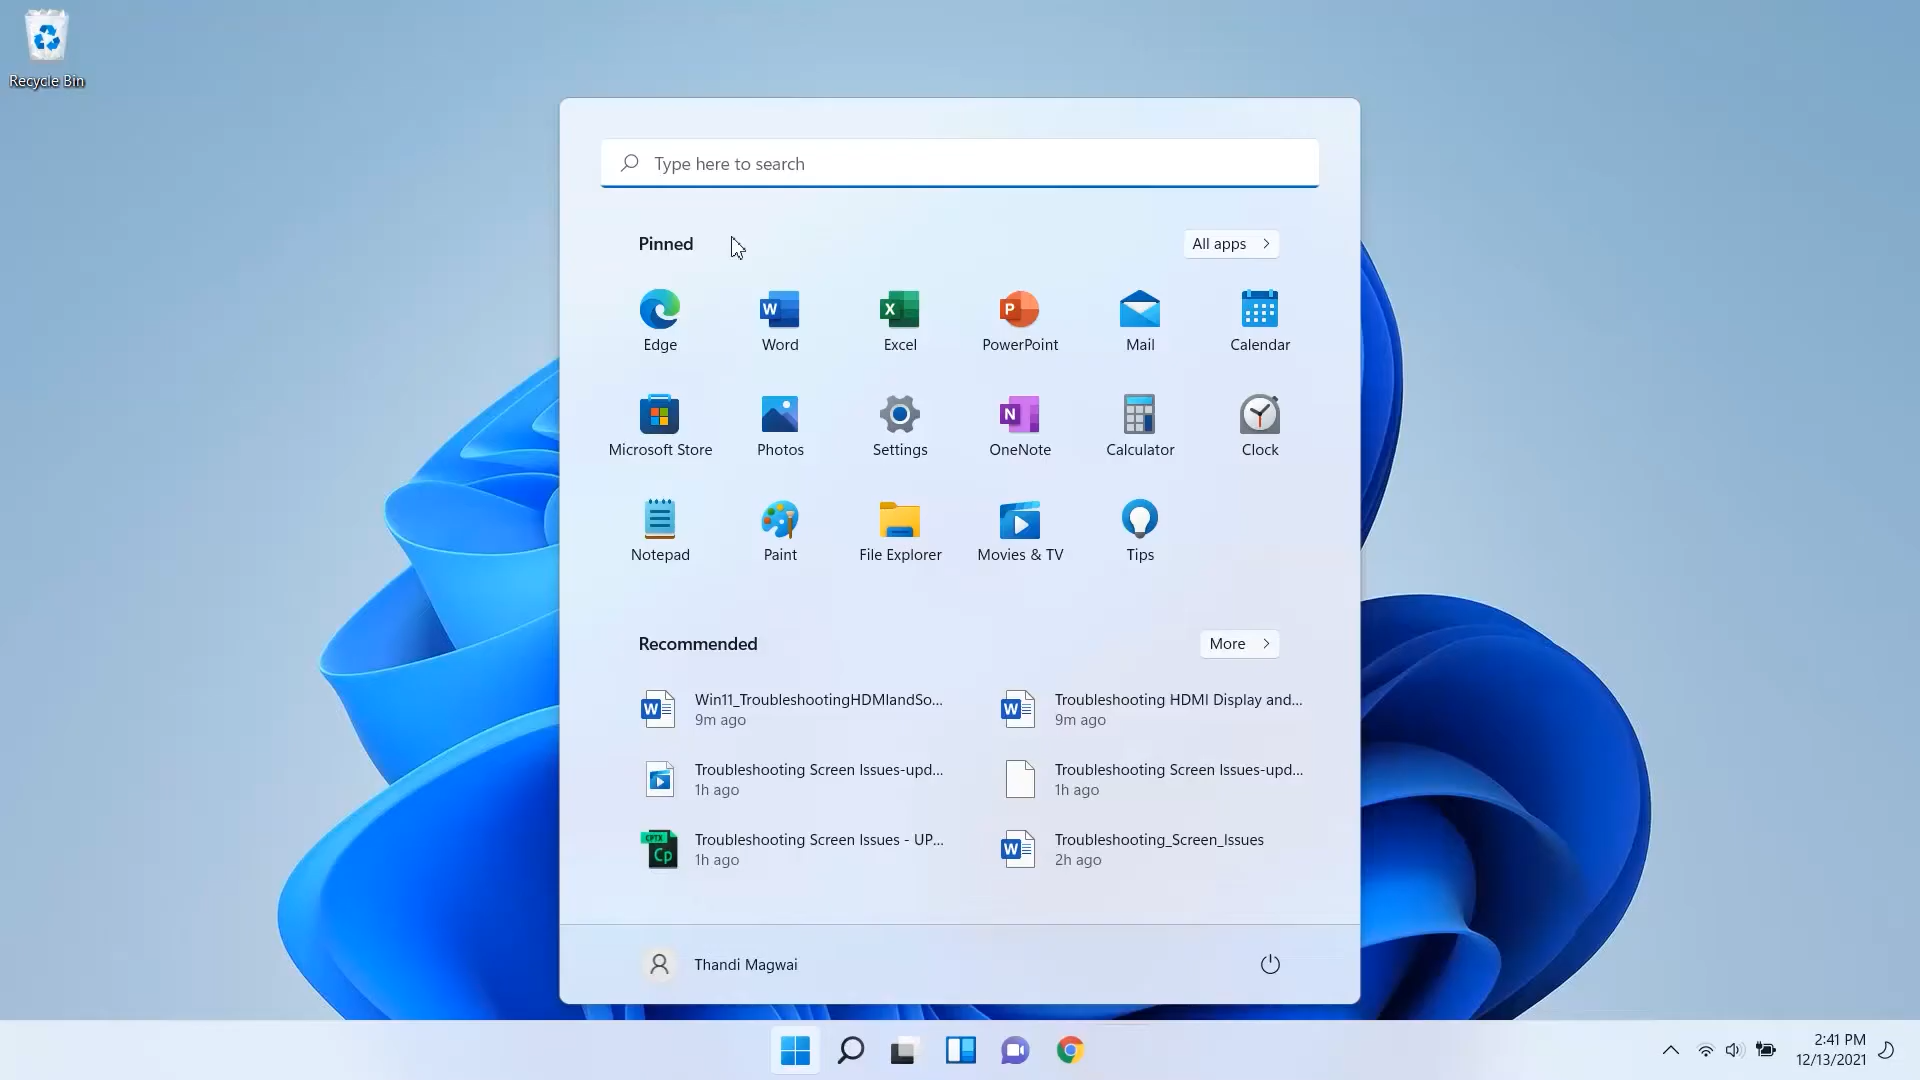 Recycle Bin
Type here to search
Pinned
All apps
Edge
Word
Excel
PowerPoint
Mail
Calendar
Microsoft Store
Photos
Settings
OneNote
Calculator
Clock
Notepad
Paint
File Explorer
Movies & TV
Tips
Recommended
More
Win11_TroubleshootingHDMIandSo...
9m ago
Troubleshooting HDMI Display and...
9m ago
Troubleshooting Screen Issues-upd...
1h ago
Troubleshooting Screen Issues-upd...
1h ago
Troubleshooting Screen Issues - UP...
1h ago
Troubleshooting_Screen_Issues
2h ago
Thandi Magwai
2:41 PM
12/13/2021